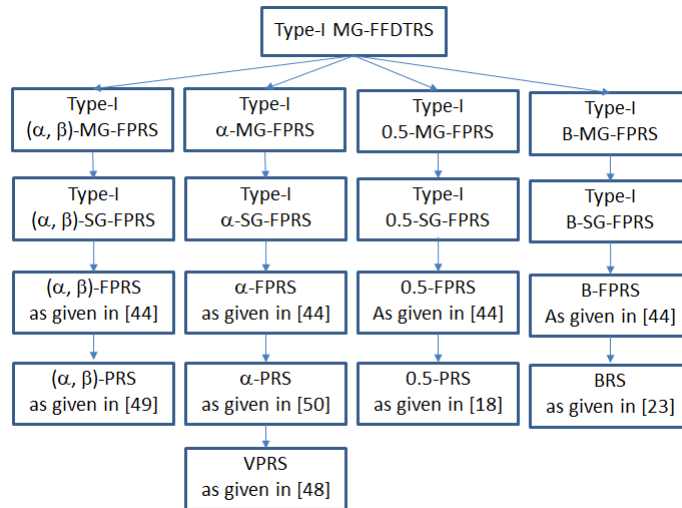 Type-I MG-FFDTRS
Type-I
(α, β)-MG-FPRS
Type-I
α-MG-FPRS
Type-I
0.5-MG-FPRS
Type-I
B-MG-FPRS
Type-I
(α, β)-SG-FPRS
Type-I
α-SG-FPRS
Type-I
0.5-SG-FPRS
Type-I
B-SG-FPRS
(α, β)-FPRS
as given in [44]
α-FPRS
as given in [44]
0.5-FPRS
As given in [44]
B-FPRS
As given in [44]
(α, β)-PRS
as given in [49]
α-PRS
as given in [50]
0.5-PRS
as given in [18]
BRS
as given in [23]
VPRS
as given in [48]